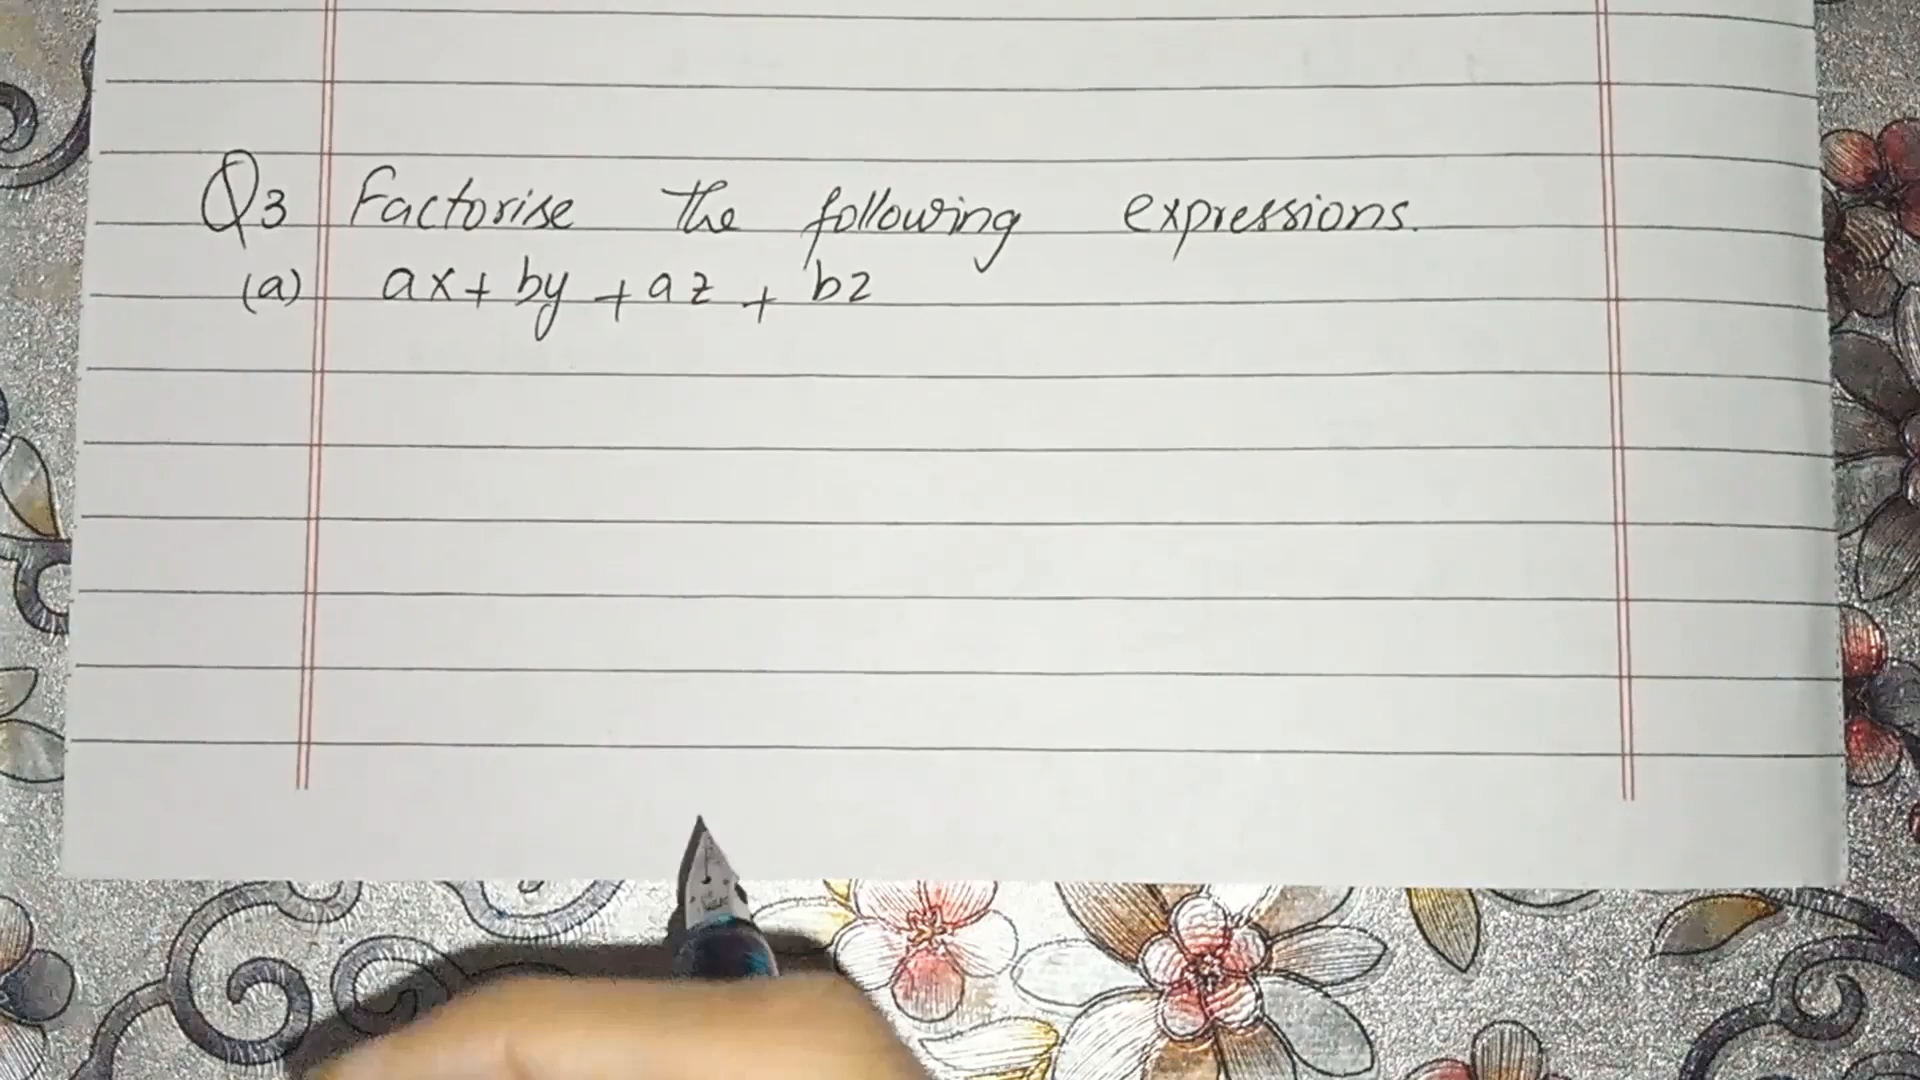 Q3 Factorise the following expressions.
(a) ax + by + az + bz